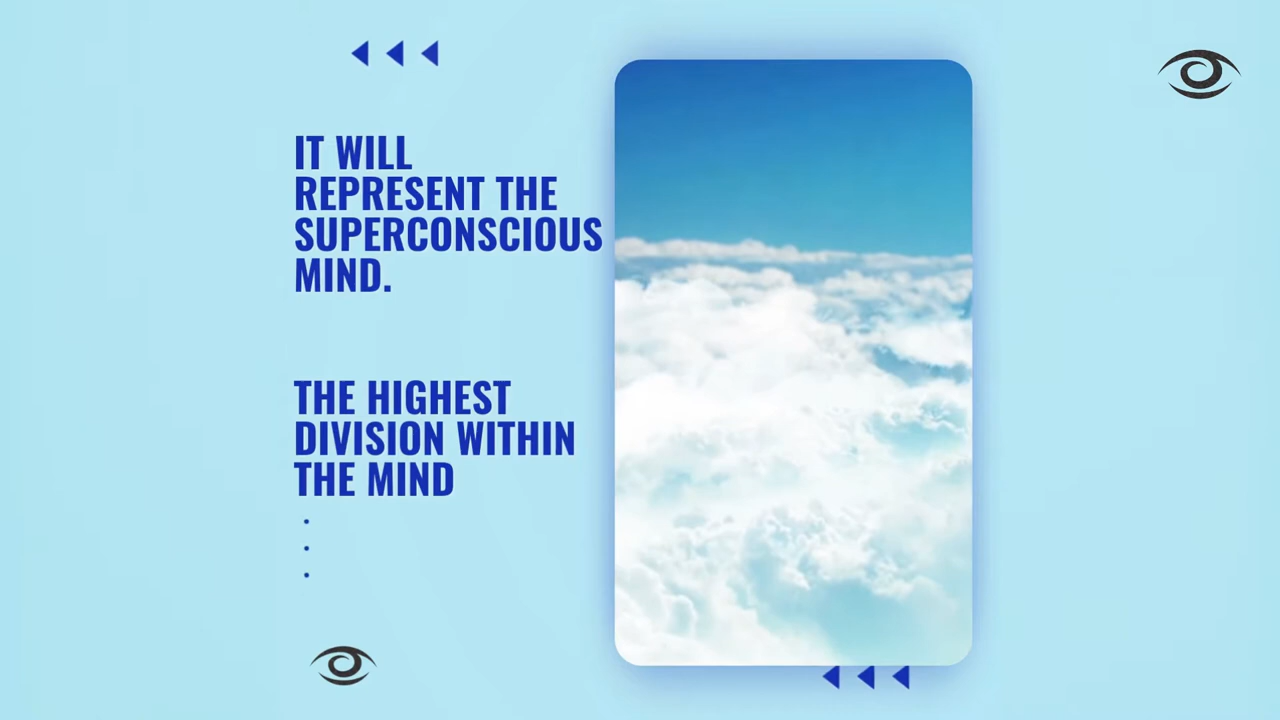 IT WILL
REPRESENT THE
SUPERCONSCIOUS
MIND.
THE HIGHEST
DIVISION WITHIN
THE MIND